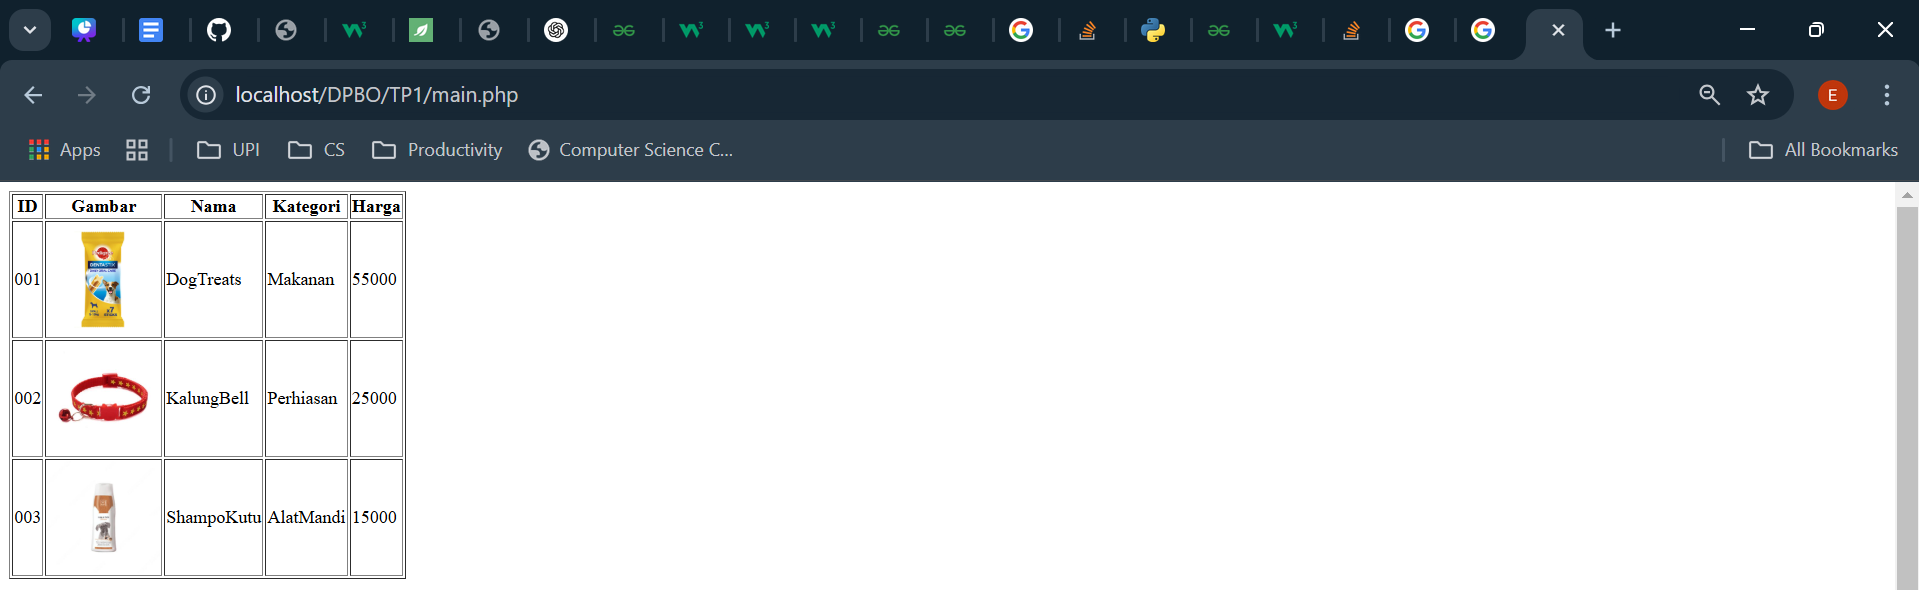 localhost/DPBO/TP1/main.php
E
Apps
UPI
CS
Productivity
Computer Science C...
All Bookmarks
ID Gambar Nama Kategori Harga
001 DENTASTIX DogTreats Makanan 55000
002 KalungBell Perhiasan 25000
003 ShampoKutu AlatMandi 15000